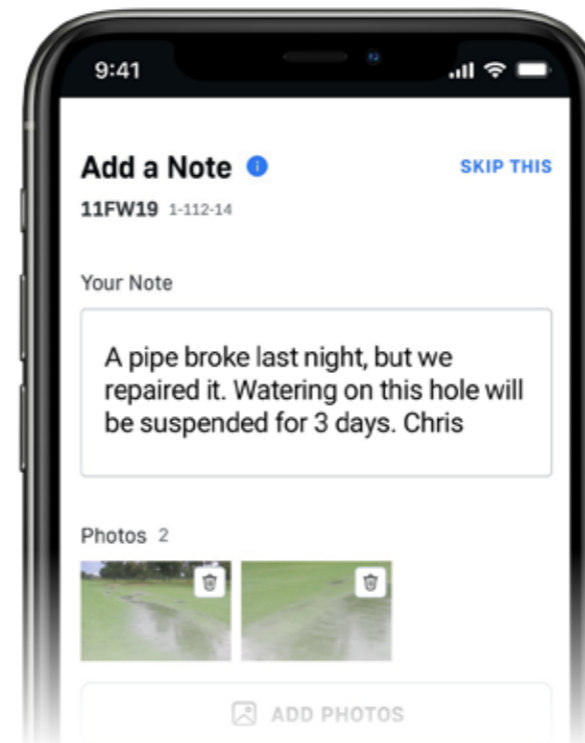 9:41
Add a Note
SKIP THIS
11FW19 1-112-14
Your Note
A pipe broke last night, but we
repaired it. Watering on this hole will
be suspended for 3 days. Chris
Photos 2
ADD PHOTOS